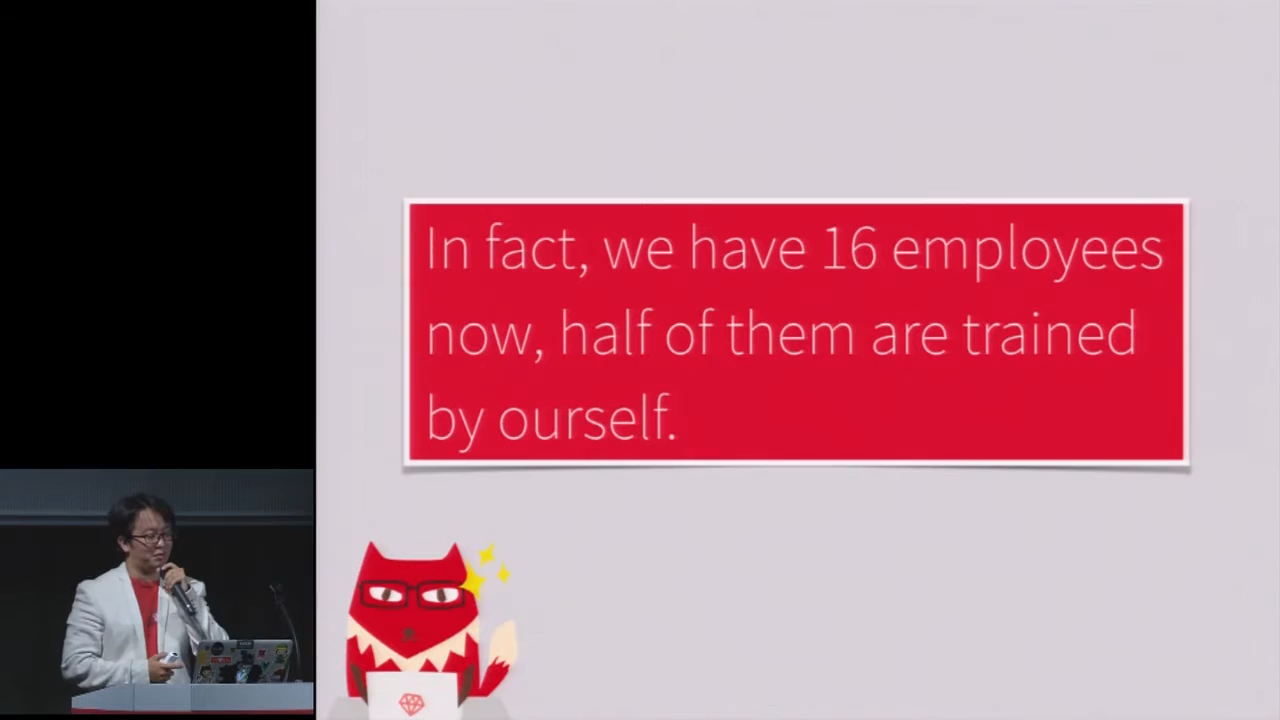 In fact, we have 16 employees
now, half of them are trained
by ourself.